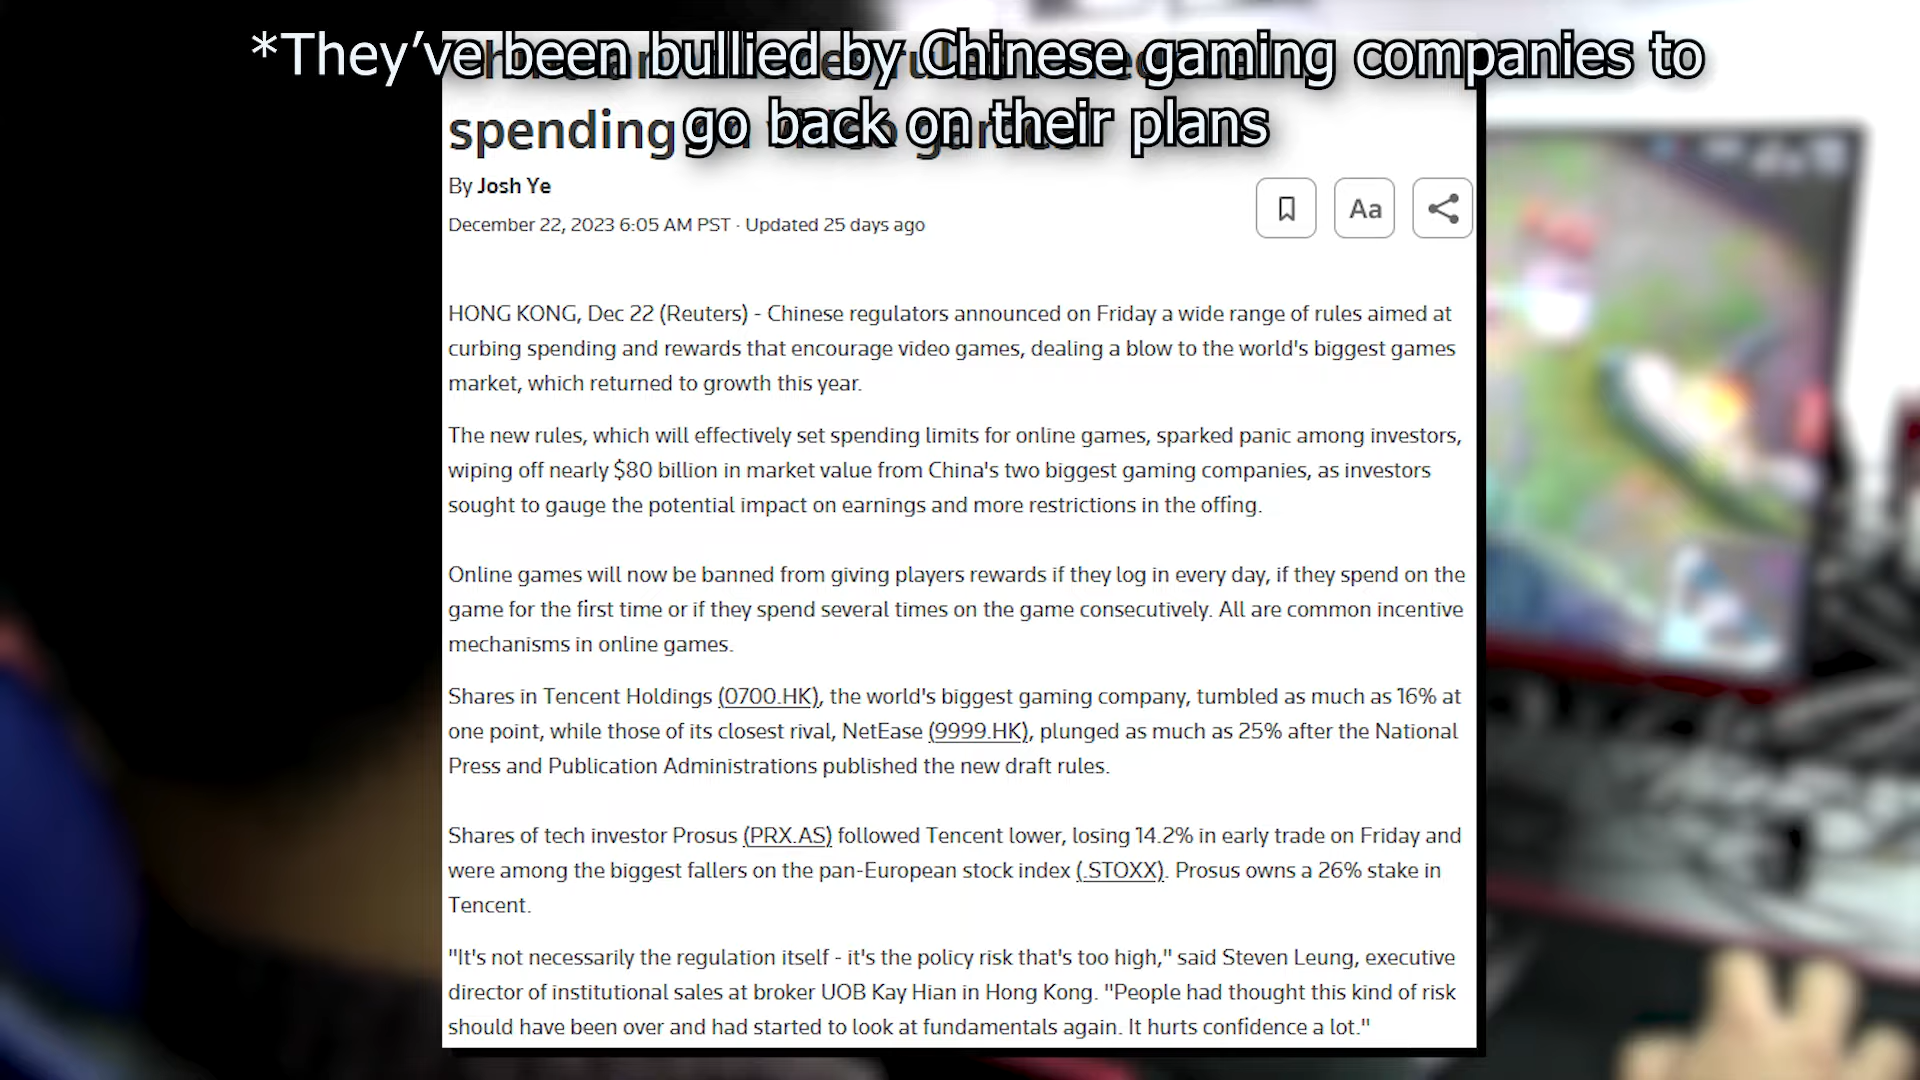 *They’ve been bullied by Chinese gaming companies to
go back on their plans
spending
By Josh Ye
December 22, 2023 6:05 AM PST · Updated 25 days ago
Aa
HONG KONG, Dec 22 (Reuters) - Chinese regulators announced on Friday a wide range of rules aimed at
curbing spending and rewards that encourage video games, dealing a blow to the world's biggest games
market, which returned to growth this year.
The new rules, which will effectively set spending limits for online games, sparked panic among investors,
wiping off nearly $80 billion in market value from China's two biggest gaming companies, as investors
sought to gauge the potential impact on earnings and more restrictions in the offing.
Online games will now be banned from giving players rewards if they log in every day, if they spend on the
game for the first time or if they spend several times on the game consecutively. All are common incentive
mechanisms in online games.
Shares in Tencent Holdings (0700.HK), the world's biggest gaming company, tumbled as much as 16% at
one point, while those of its closest rival, NetEase (9999.HK), plunged as much as 25% after the National
Press and Publication Administrations published the new draft rules.
Shares of tech investor Prosus (PRX.AS) followed Tencent lower, losing 14.2% in early trade on Friday and
were among the biggest fallers on the pan-European stock index (.STOXX). Prosus owns a 26% stake in
Tencent.
"It's not necessarily the regulation itself - it's the policy risk that's too high," said Steven Leung, executive
director of institutional sales at broker UOB Kay Hian in Hong Kong. "People had thought this kind of risk
should have been over and had started to look at fundamentals again. It hurts confidence a lot."